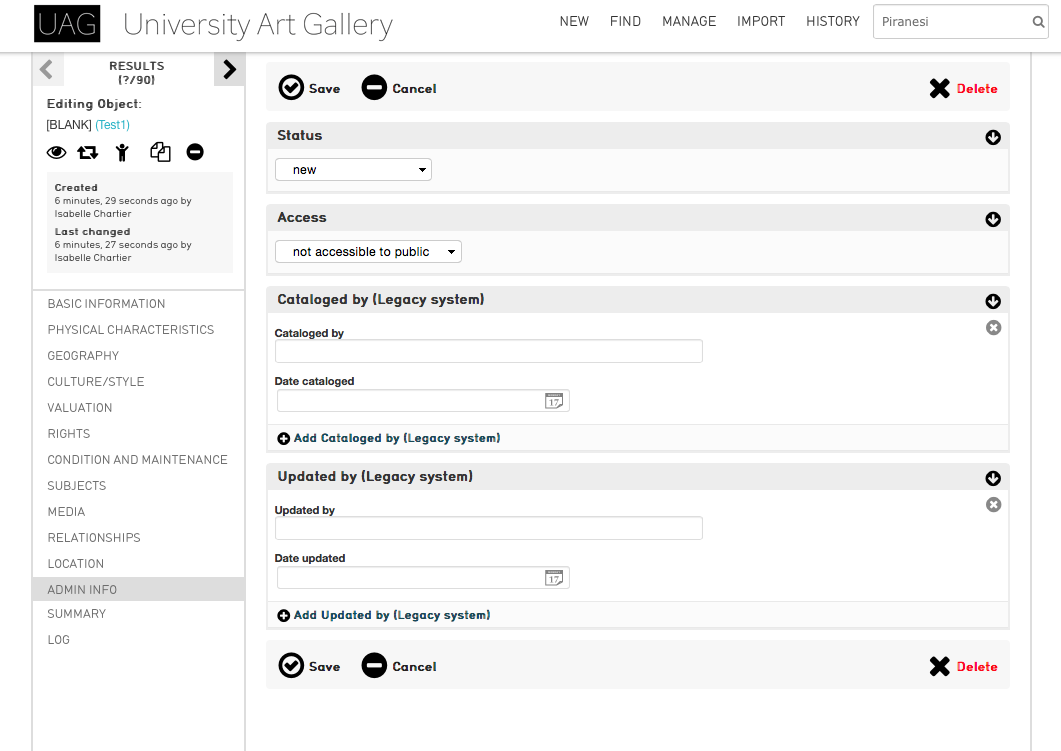 UAG University Art Gallery
NEW FIND MANAGE IMPORT HISTORY Piranesi
RESULTS
(?/90)
Editing Object:
[BLANK] (Test1)
Created
6 minutes, 29 seconds ago by
Isabelle Chartier
Last changed
6 minutes, 27 seconds ago by
Isabelle Chartier
BASIC INFORMATION
PHYSICAL CHARACTERISTICS
GEOGRAPHY
CULTURE/STYLE
VALUATION
RIGHTS
CONDITION AND MAINTENANCE
SUBJECTS
MEDIA
RELATIONSHIPS
LOCATION
ADMIN INFO
SUMMARY
LOG
Save Cancel Delete
Status
new
Access
not accessible to public
Cataloged by (Legacy system)
Cataloged by
Date cataloged
17
Add Cataloged by (Legacy system)
Updated by (Legacy system)
Updated by
Date updated
17
Add Updated by (Legacy system)
Save Cancel Delete